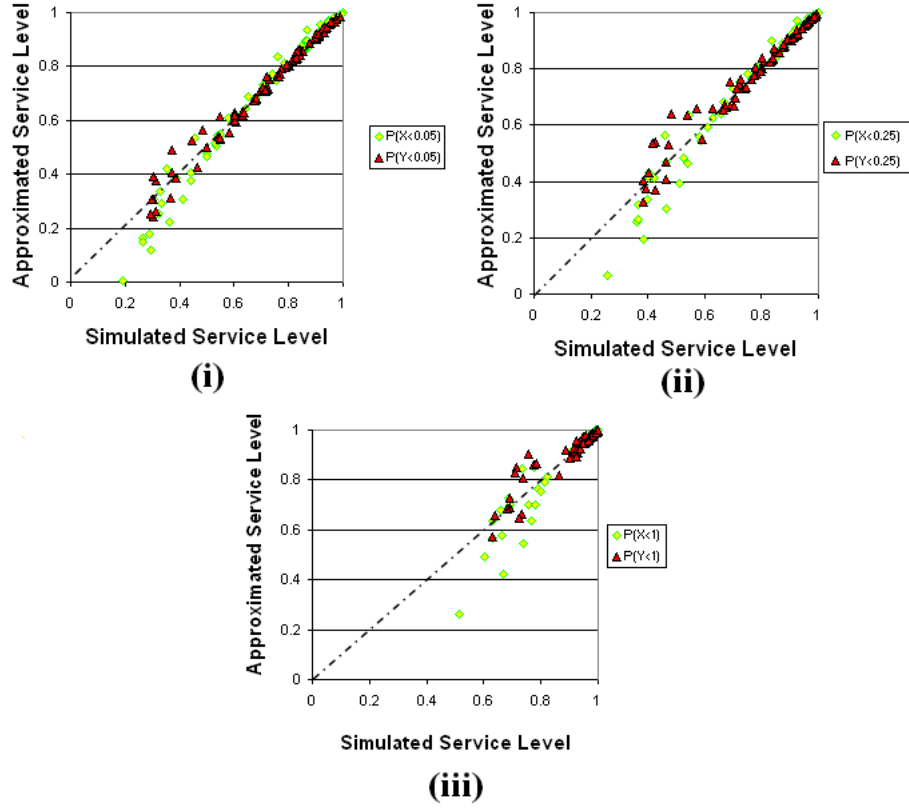 Approximated Service Level
1
0.8
0.6
0.4
0.2
0
0
0.2
0.4
0.6
0.8
1
Simulated Service Level
P(X<0.05)
P(Y<0.05)
(i)
Approximated Service Level
1
0.8
0.6
0.4
0.2
0
0
0.2
0.4
0.6
0.8
1
Simulated Service Level
P(X<0.25)
P(Y<0.25)
(ii)
Approximated Service Level
1
0.8
0.6
0.4
0.2
0
0
0.2
0.4
0.6
0.8
1
Simulated Service Level
P(X<1)
P(Y<1)
(iii)